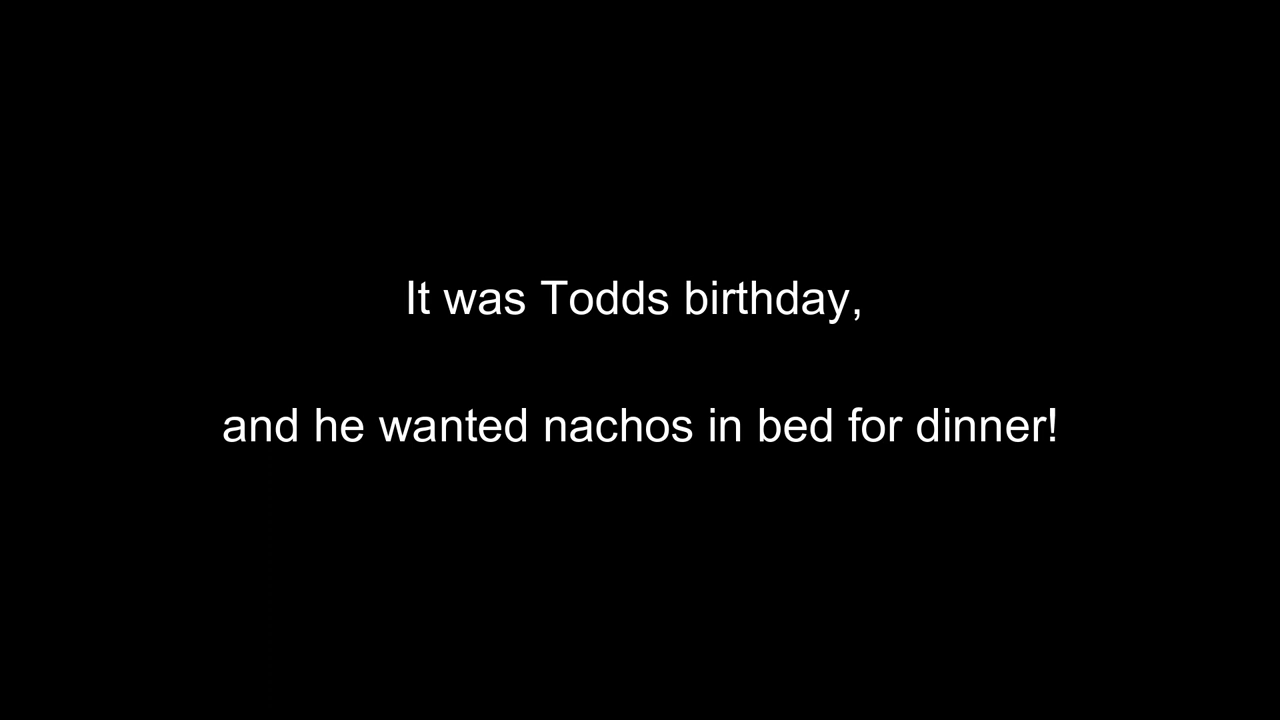 It was Todds birthday,
and he wanted nachos in bed for dinner!